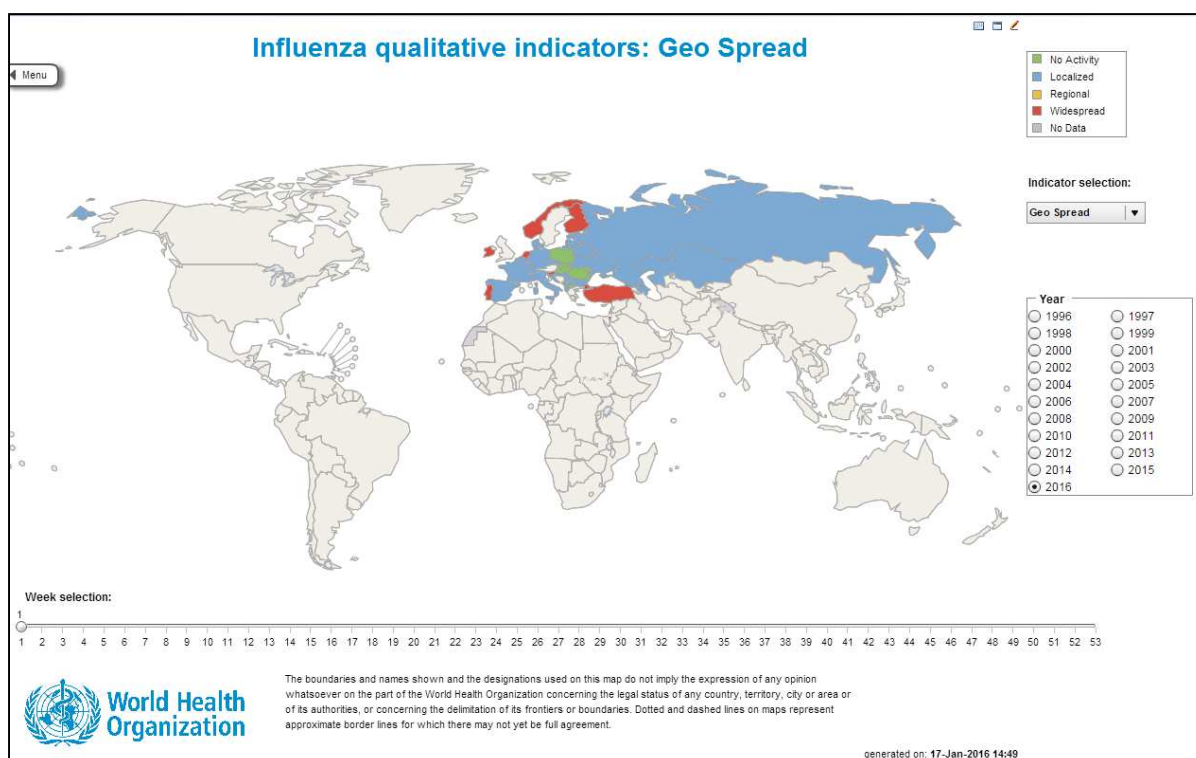 Influenza qualitative indicators: Geo Spread
Menu
No Activity
Localized
Regional
Widespread
No Data
Indicator selection:
Geo Spread
Year
1996 1997
1998 1999
2000 2001
2002 2003
2004 2005
2006 2007
2008 2009
2010 2011
2012 2013
2014 2015
2016
Week selection:
1
1 2 3 4 5 6 7 8 9 10 11 12 13 14 15 16 17 18 19 20 21 22 23 24 25 26 27 28 29 30 31 32 33 34 35 36 37 38 39 40 41 42 43 44 45 46 47 48 49 50 51 52 53
World Health
Organization
The boundaries and names shown and the designations used on this map do not imply the expression of any opinion
whatsoever on the part of the World Health Organization concerning the legal status of any country, territory, city or area or
of its authorities, or concerning the delimitation of its frontiers or boundaries. Dotted and dashed lines on maps represent
approximate border lines for which there may not yet be full agreement.
generated on: 17-Jan-2016 14:49